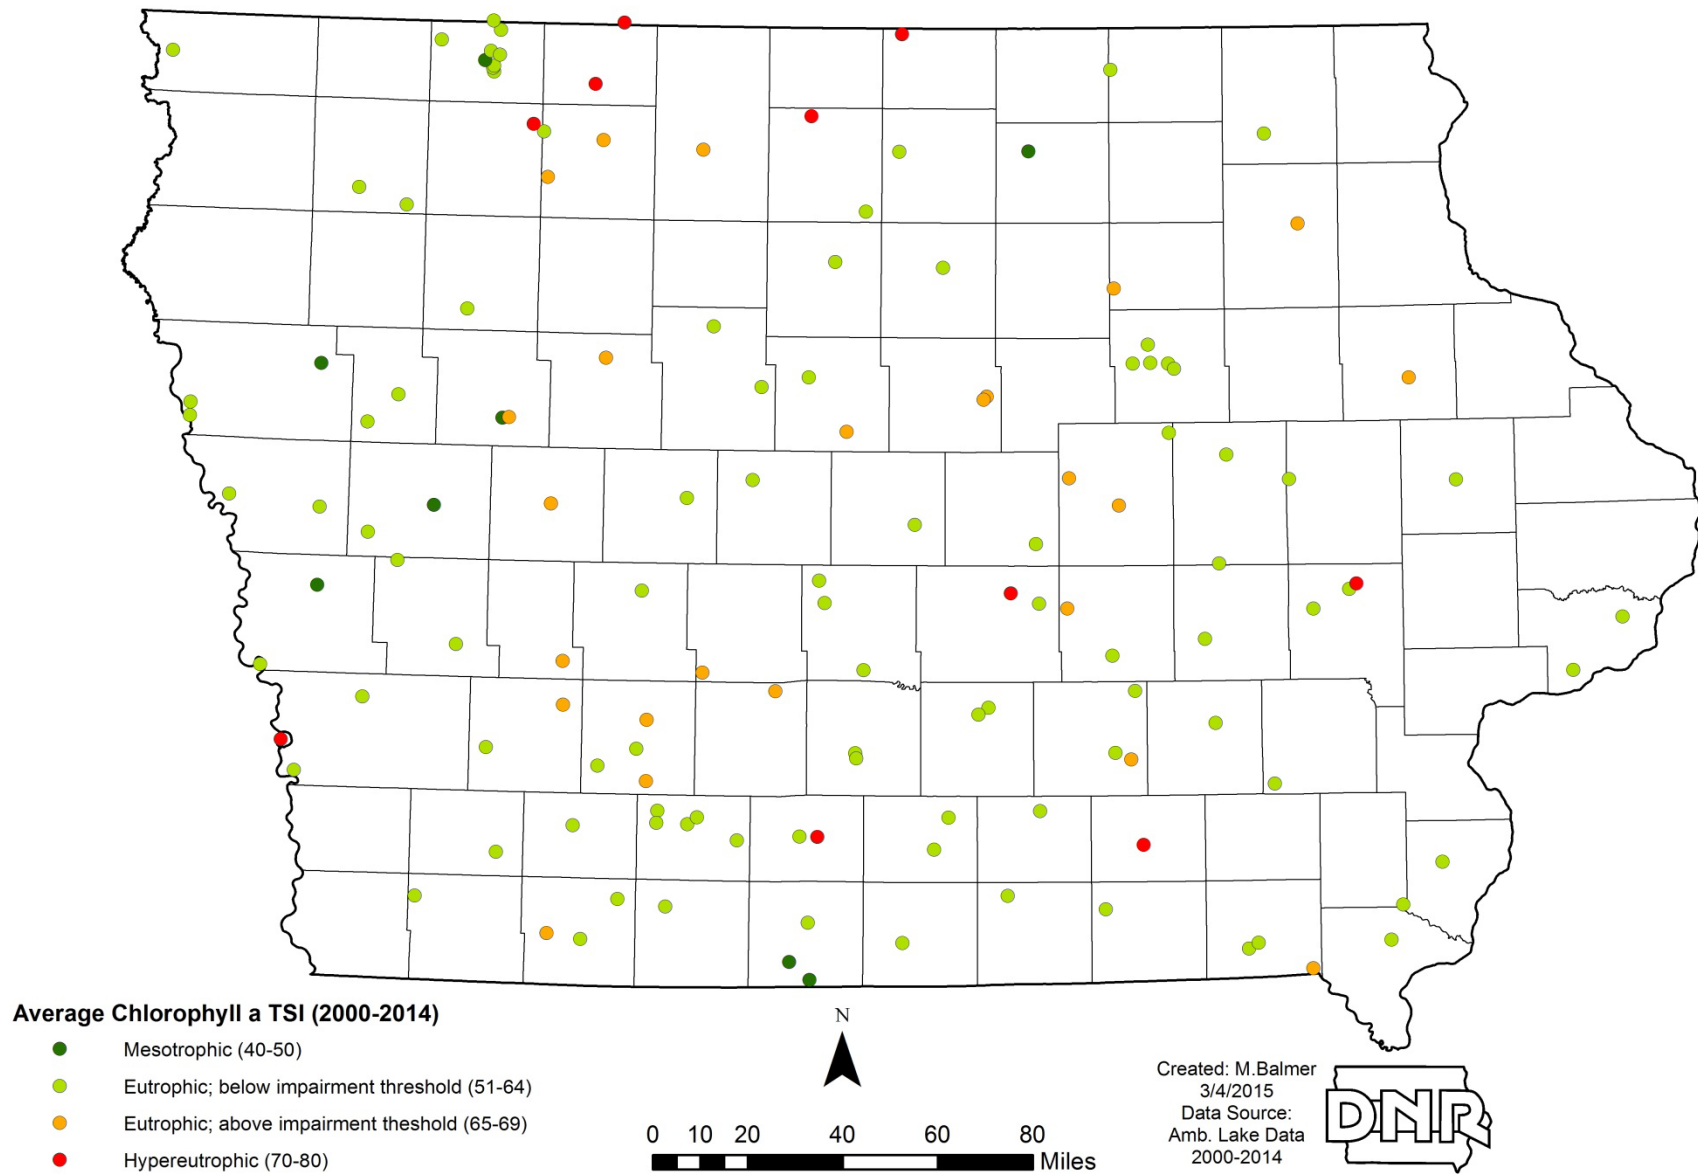 Average Chlorophyll a TSI (2000-2014)
Mesotrophic (40-50)
Eutrophic; below impairment threshold (51-64)
Eutrophic; above impairment theshold (65-69)
Hypereutrophic (70-80)
N
0 10 20 40 60 80
Miles
Created: M.Balmer
3/4/2015
Data Source:
Amb. Lake Data
2000-2014
DNR